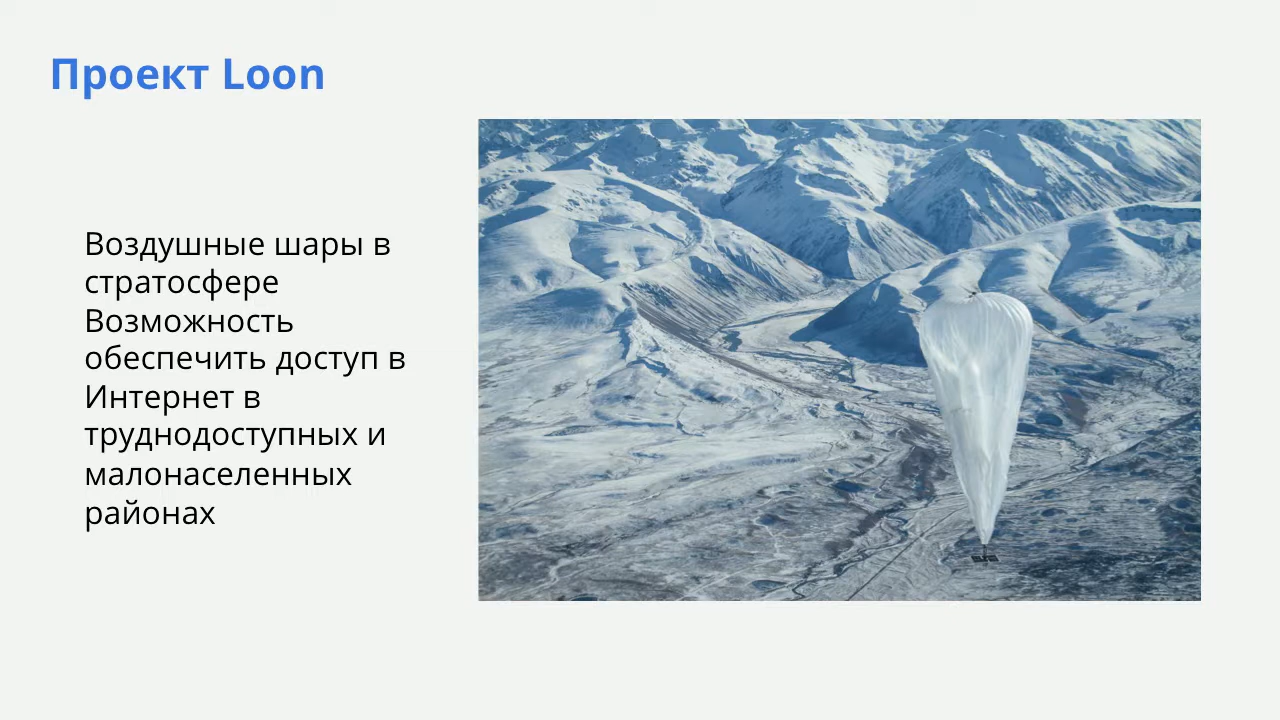 Проект Loon
Воздушные шары в
стратосфере
Возможность
обеспечить доступ в
Интернет в
труднодоступных и
малонаселенных
районах